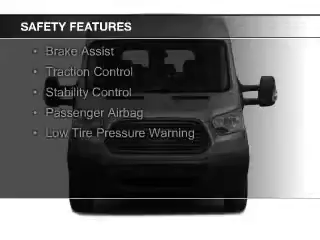 SAFETY FEATURES
• Brake Assist
• Traction Control
• Stability Control
• Passenger Airbag
• Low Tire Pressure Warning